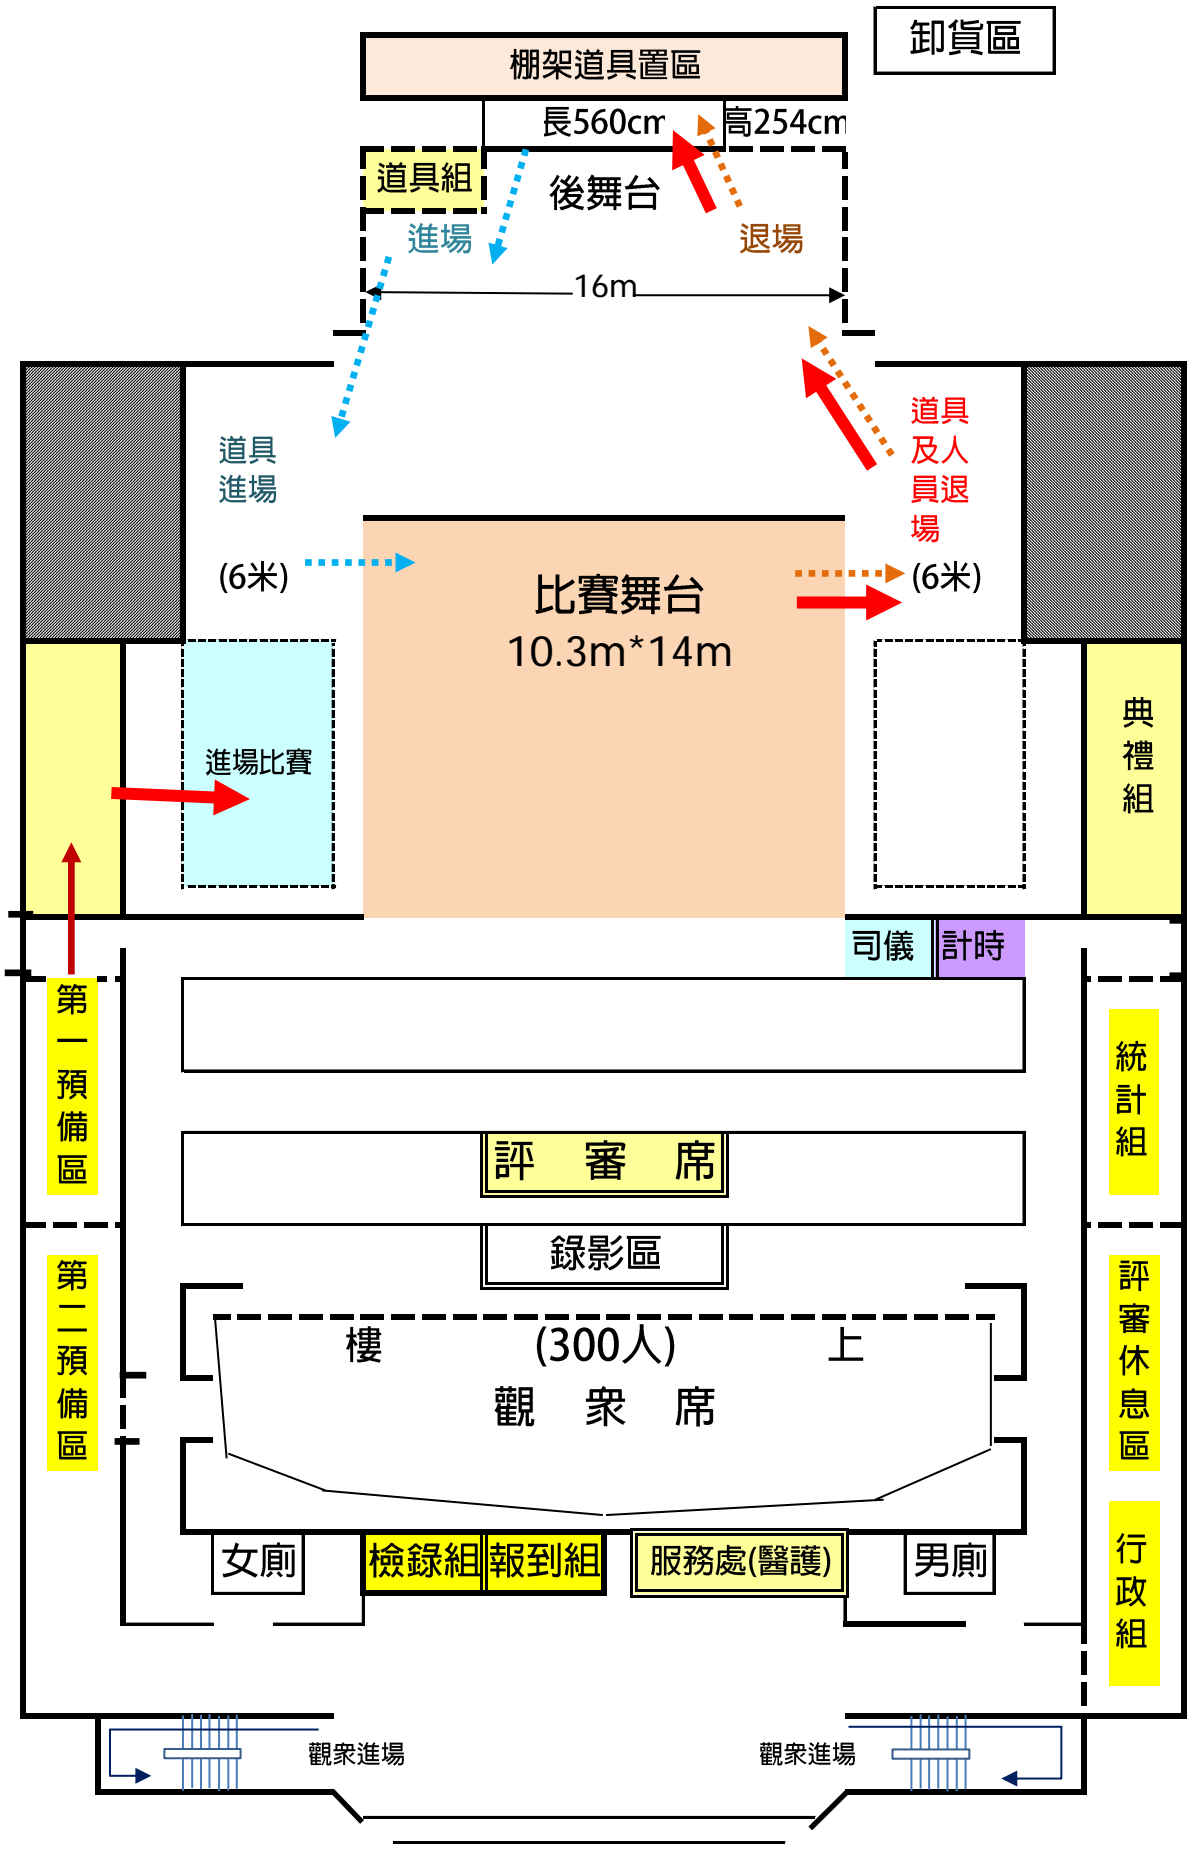 卸貨區
棚架道具置區
長560cm
高254cm
道具組
後舞台
進場
退場
16m
道具
進場
道具
及人
員退
場
(6米)
(6米)
比賽舞台
10.3m*14m
進場比賽
典禮組
司儀
計時
第一預備區
統計組
評審席
錄影區
第二預備區
評審休息區
樓 (300人) 上
觀眾席
女廁
檢錄組
報到組
服務處(醫護)
男廁
行政組
觀眾進場
觀眾進場